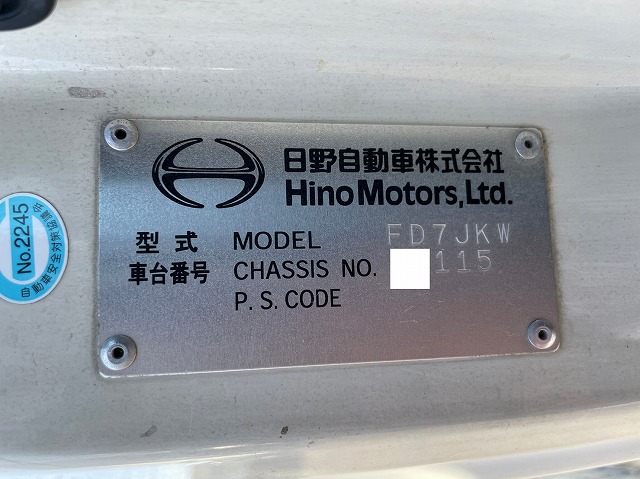 日野自動車株式会社
Hino Motors, Ltd.
型式 MODEL FD7JKW
車台番号 CHASSIS NO. 115
P. S. CODE
No.2245